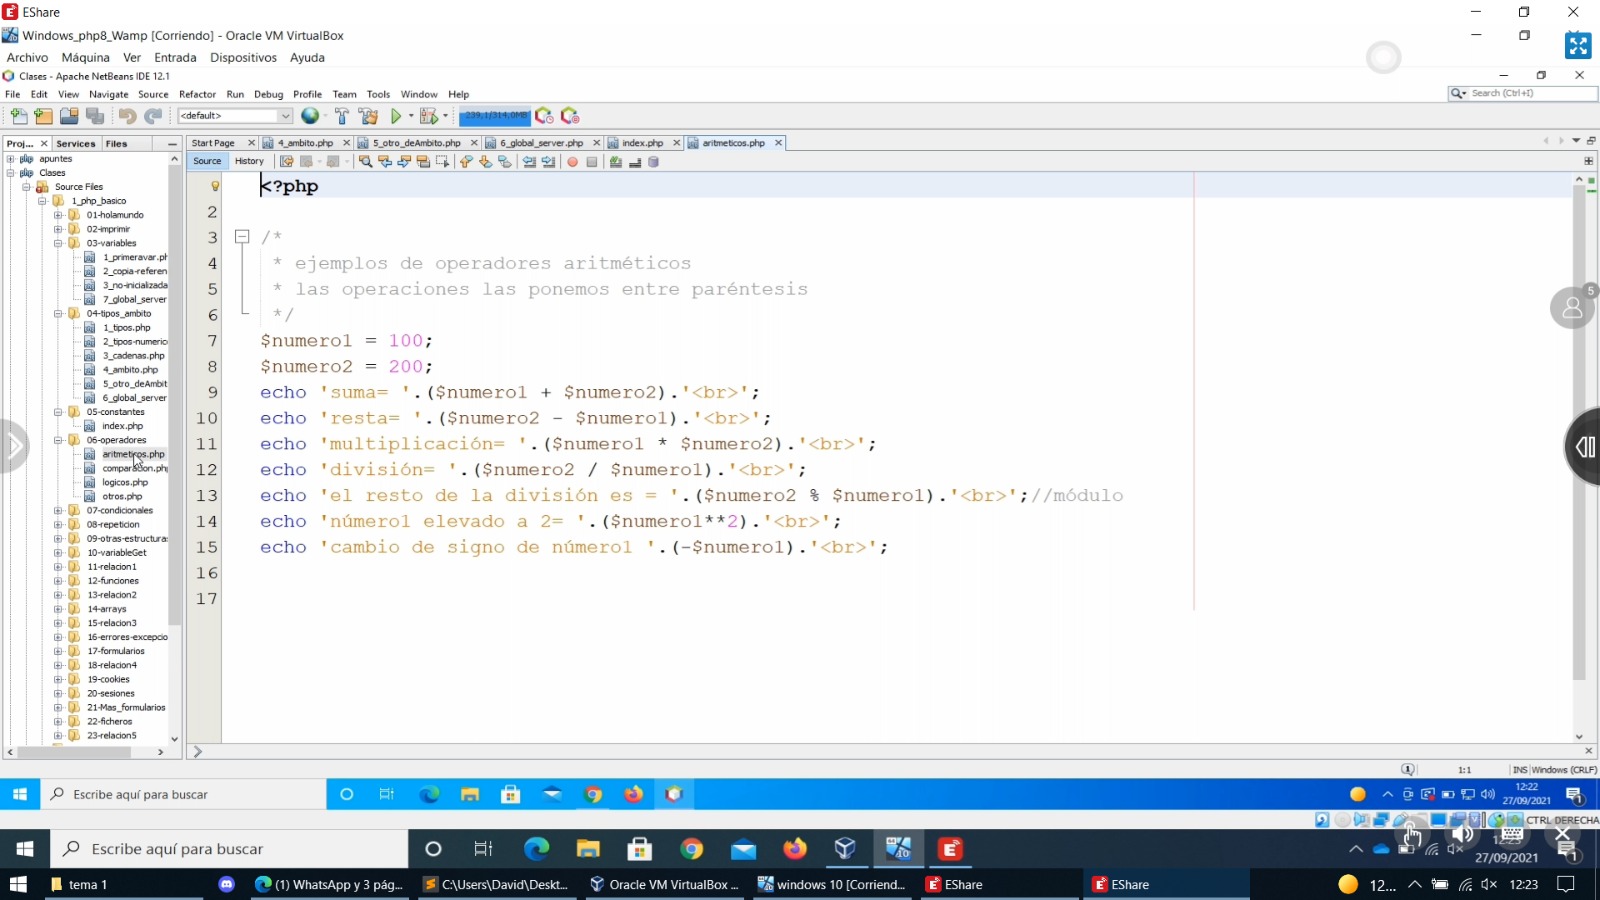 EShare
Windows_php8_Wamp [Corriendo] - Oracle VM VirtualBox
Archivo Máquina Ver Entrada Dispositivos Ayuda
Clases - Apache NetBeans IDE 12.1
File Edit View Navigate Source Refactor Run Debug Profile Team Tools Window Help
Search (Ctrl+I)
<default>
239,1/314,0MB
Proj... Services Files
Start Page 4_ambito.php 5_otro_deAmbito.php 6_global_server.php index.php aritmeticos.php
Source History
apuntes
Clases
Source Files
1_php_basico
01-holamundo
02-imprimir
03-variables
1_primeravar.ph
2_copia-referen
3_no-inicializada
7_global_server
04-tipos_ambito
1_tipos.php
2_tipos-numeric
3_cadenas.php
4_ambito.php
5_otro_deAmbit
6_global_server
05-constantes
index.php
06-operadores
aritmeticos.php
comparacion.php
logicos.php
otros.php
07-condicionales
08-repeticion
09-otras-estructuras
10-variableGet
11-relacion1
12-funciones
13-relacion2
14-arrays
15-relacion3
16-errores-excepcio
17-formularios
18-relacion4
19-cookies
20-sesiones
21-Mas_formularios
22-ficheros
23-relacion5
<?php
2
3 /*
4 * ejemplos de operadores aritméticos
5 * las operaciones las ponemos entre paréntesis
6 */
7 $numero1 = 100;
8 $numero2 = 200;
9 echo 'suma= '.($numero1 + $numero2).'<br>';
10 echo 'resta= '.($numero2 - $numero1).'<br>';
11 echo 'multiplicación= '.($numero1 * $numero2).'<br>';
12 echo 'división= '.($numero2 / $numero1).'<br>';
13 echo 'el resto de la división es = '.($numero2 % $numero1).'<br>';//módulo
14 echo 'número1 elevado a 2= '.($numero1**2).'<br>';
15 echo 'cambio de signo de número1 '.(-$numero1).'<br>';
16
17
5
1:1 INS Windows (CRLF)
Escribe aquí para buscar
12:22
27/09/2021
1
CTRL DERECHA
Escribe aquí para buscar
12:23
27/09/2021
1
tema 1
(1) WhatsApp y 3 pág...
C:\Users\David\Deskt...
Oracle VM VirtualBox ...
windows 10 [Corriend...
EShare
EShare
12...
12:23